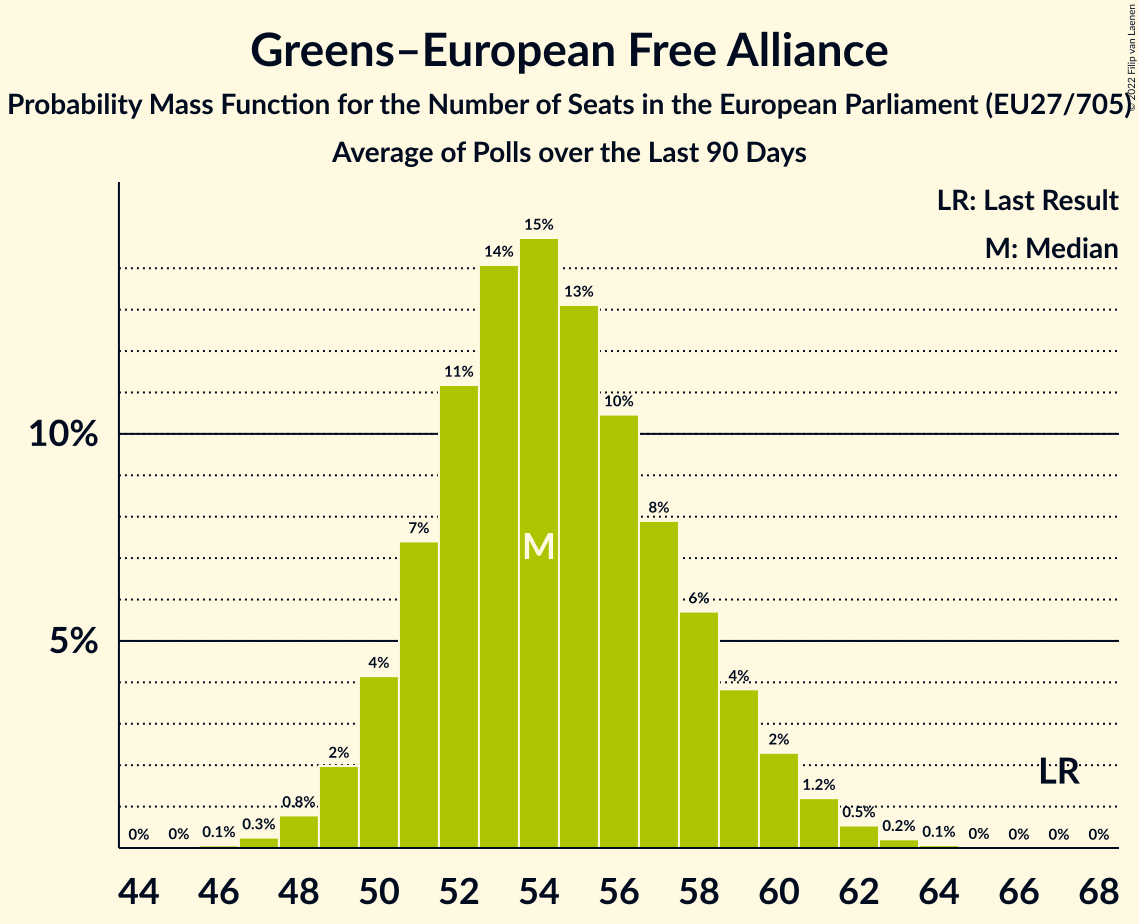 Greens–European Free Alliance
Probability Mass Function for the Number of Seats in the European Parliament (EU27/705)
Average of Polls over the Last 90 Days
© 2022 Filip van Laenen
LR: Last Result
M: Median
15%
14%
13%
11%
10%
10%
8%
7%
M
6%
5%
4%
4%
2%
2%
LR
1.2%
0.8%
0.5%
0.3%
0.2%
0.1%
0.1%
0% 0% 0% 0% 0% 0%
44 46 48 50 52 54 56 58 60 62 64 66 68